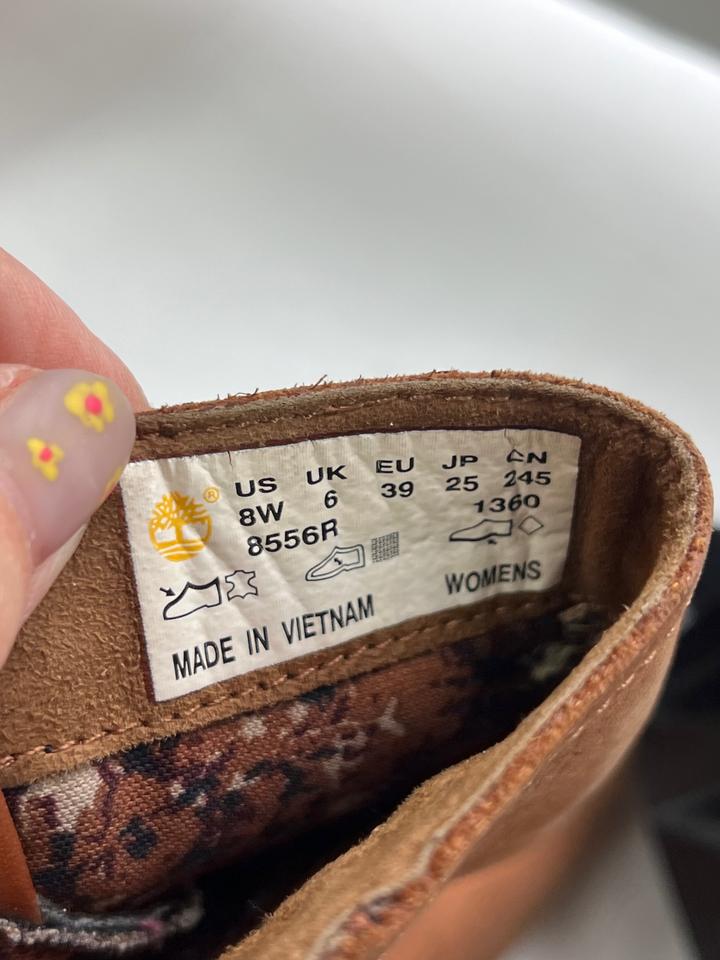 US UK EU JP CN
8W 6 39 25 245
8556R 1360
WOMENS
MADE IN VIETNAM
®